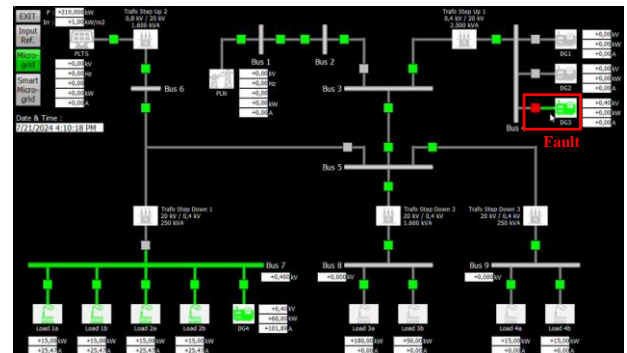 EXIT
P : +210,000 kW
Irr : +1,00 kW/m2
Input
Ref.
Micro-
grid
Smart
Micro-
grid
Date & Time :
7/21/2024 4:10:18 PM
PLTS
+0,00 kV
+0,00 Hz
+0,00 kV
+0,00 kW
+0,00 A
Trafo Step Up 2
0,8 kV / 20 kV
1.600 kVA
Bus 6
PLN
Bus 1
+0,00 kV
+0,00 Hz
+0,00 kW
+0,00 A
Bus 2
Bus 3
Trafo Step Up 1
0,4 kV / 20 kV
2.500 kVA
DG1
+0,00 kV
+0,00 kW
+0,00 A
DG2
+0,00 kV
+0,00 kW
+0,00 A
DG3
+0,40 kV
+0,00 kW
+0,00 A
Fault
Bus 5
Trafo Step Down 1
20 kV / 0,4 kV
250 kVA
Trafo Step Down 2
20 kV / 0,4 kV
1.600 kVA
Trafo Step Down 3
20 kV / 0,4 kV
250 kVA
Bus 7
+0,400 kV
Bus 8
+0,000 kV
Bus 9
+0,000 kV
Load 1a
Load 1b
Load 2a
Load 2b
DG4
+0,40 kV
+60,00 kW
+101,89 A
Load 3a
Load 3b
Load 4a
Load 4b
+15,00 kW
+15,00 kW
+15,00 kW
+15,00 kW
+180,00 kW
+50,00 kW
+15,00 kW
+15,00 kW
+25,43 A
+25,43 A
+25,43 A
+25,43 A
+0,00 A
+0,00 A
+0,00 A
+0,00 A